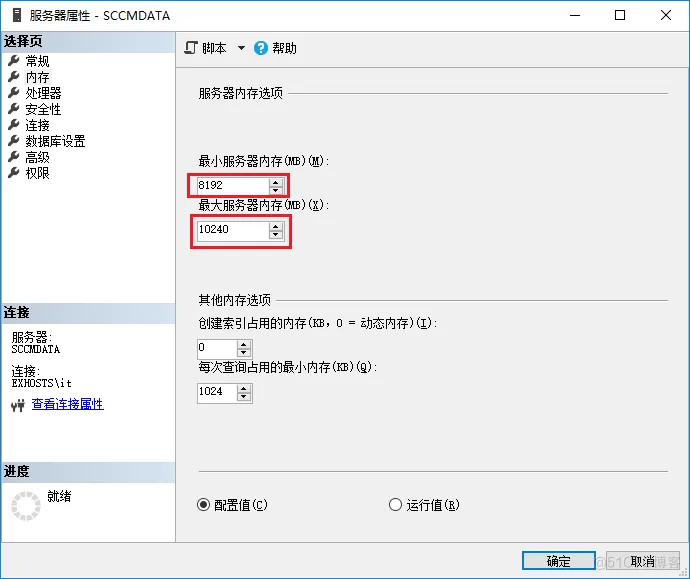 服务器属性 - SCCMDATA
选择页
常规
内存
处理器
安全性
连接
数据库设置
高级
权限
脚本
帮助
服务器内存选项
最小服务器内存(MB)(M):
8192
最大服务器内存(MB)(X):
10240
其他内存选项
创建索引占用的内存(KB，0 = 动态内存)(I):
0
每次查询占用的最小内存(KB)(Q):
1024
连接
服务器:
SCCMDATA
连接:
EXHOSTS\it
查看连接属性
进度
就绪
配置值(C) 运行值(R)
确定 取消